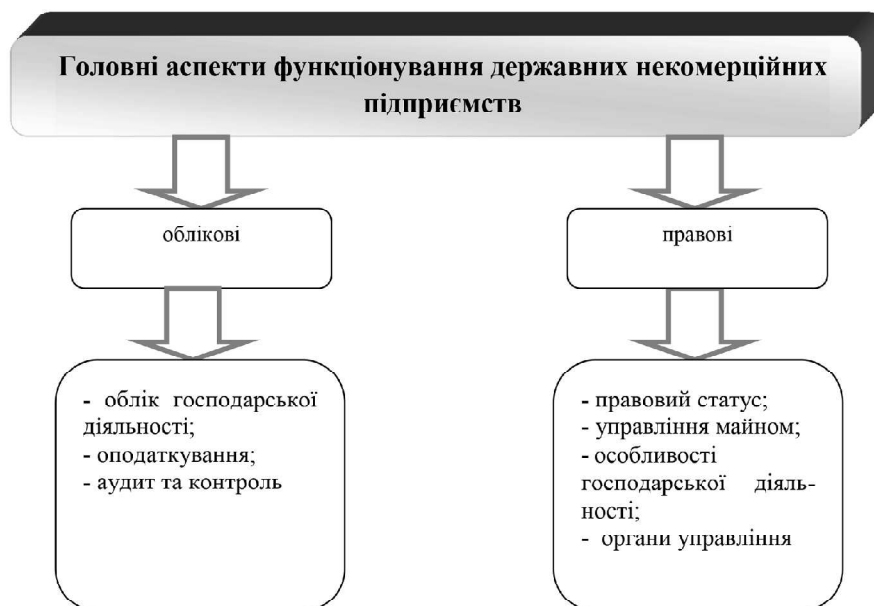 Головні аспекти функціонування державних некомерційних
підприємств
облікові
правові
- облік господарської
діяльності;
- оподаткування;
- аудит та контроль
- правовий статус;
- управління майном;
- особливості
господарської діяль-
ності;
- органи управління